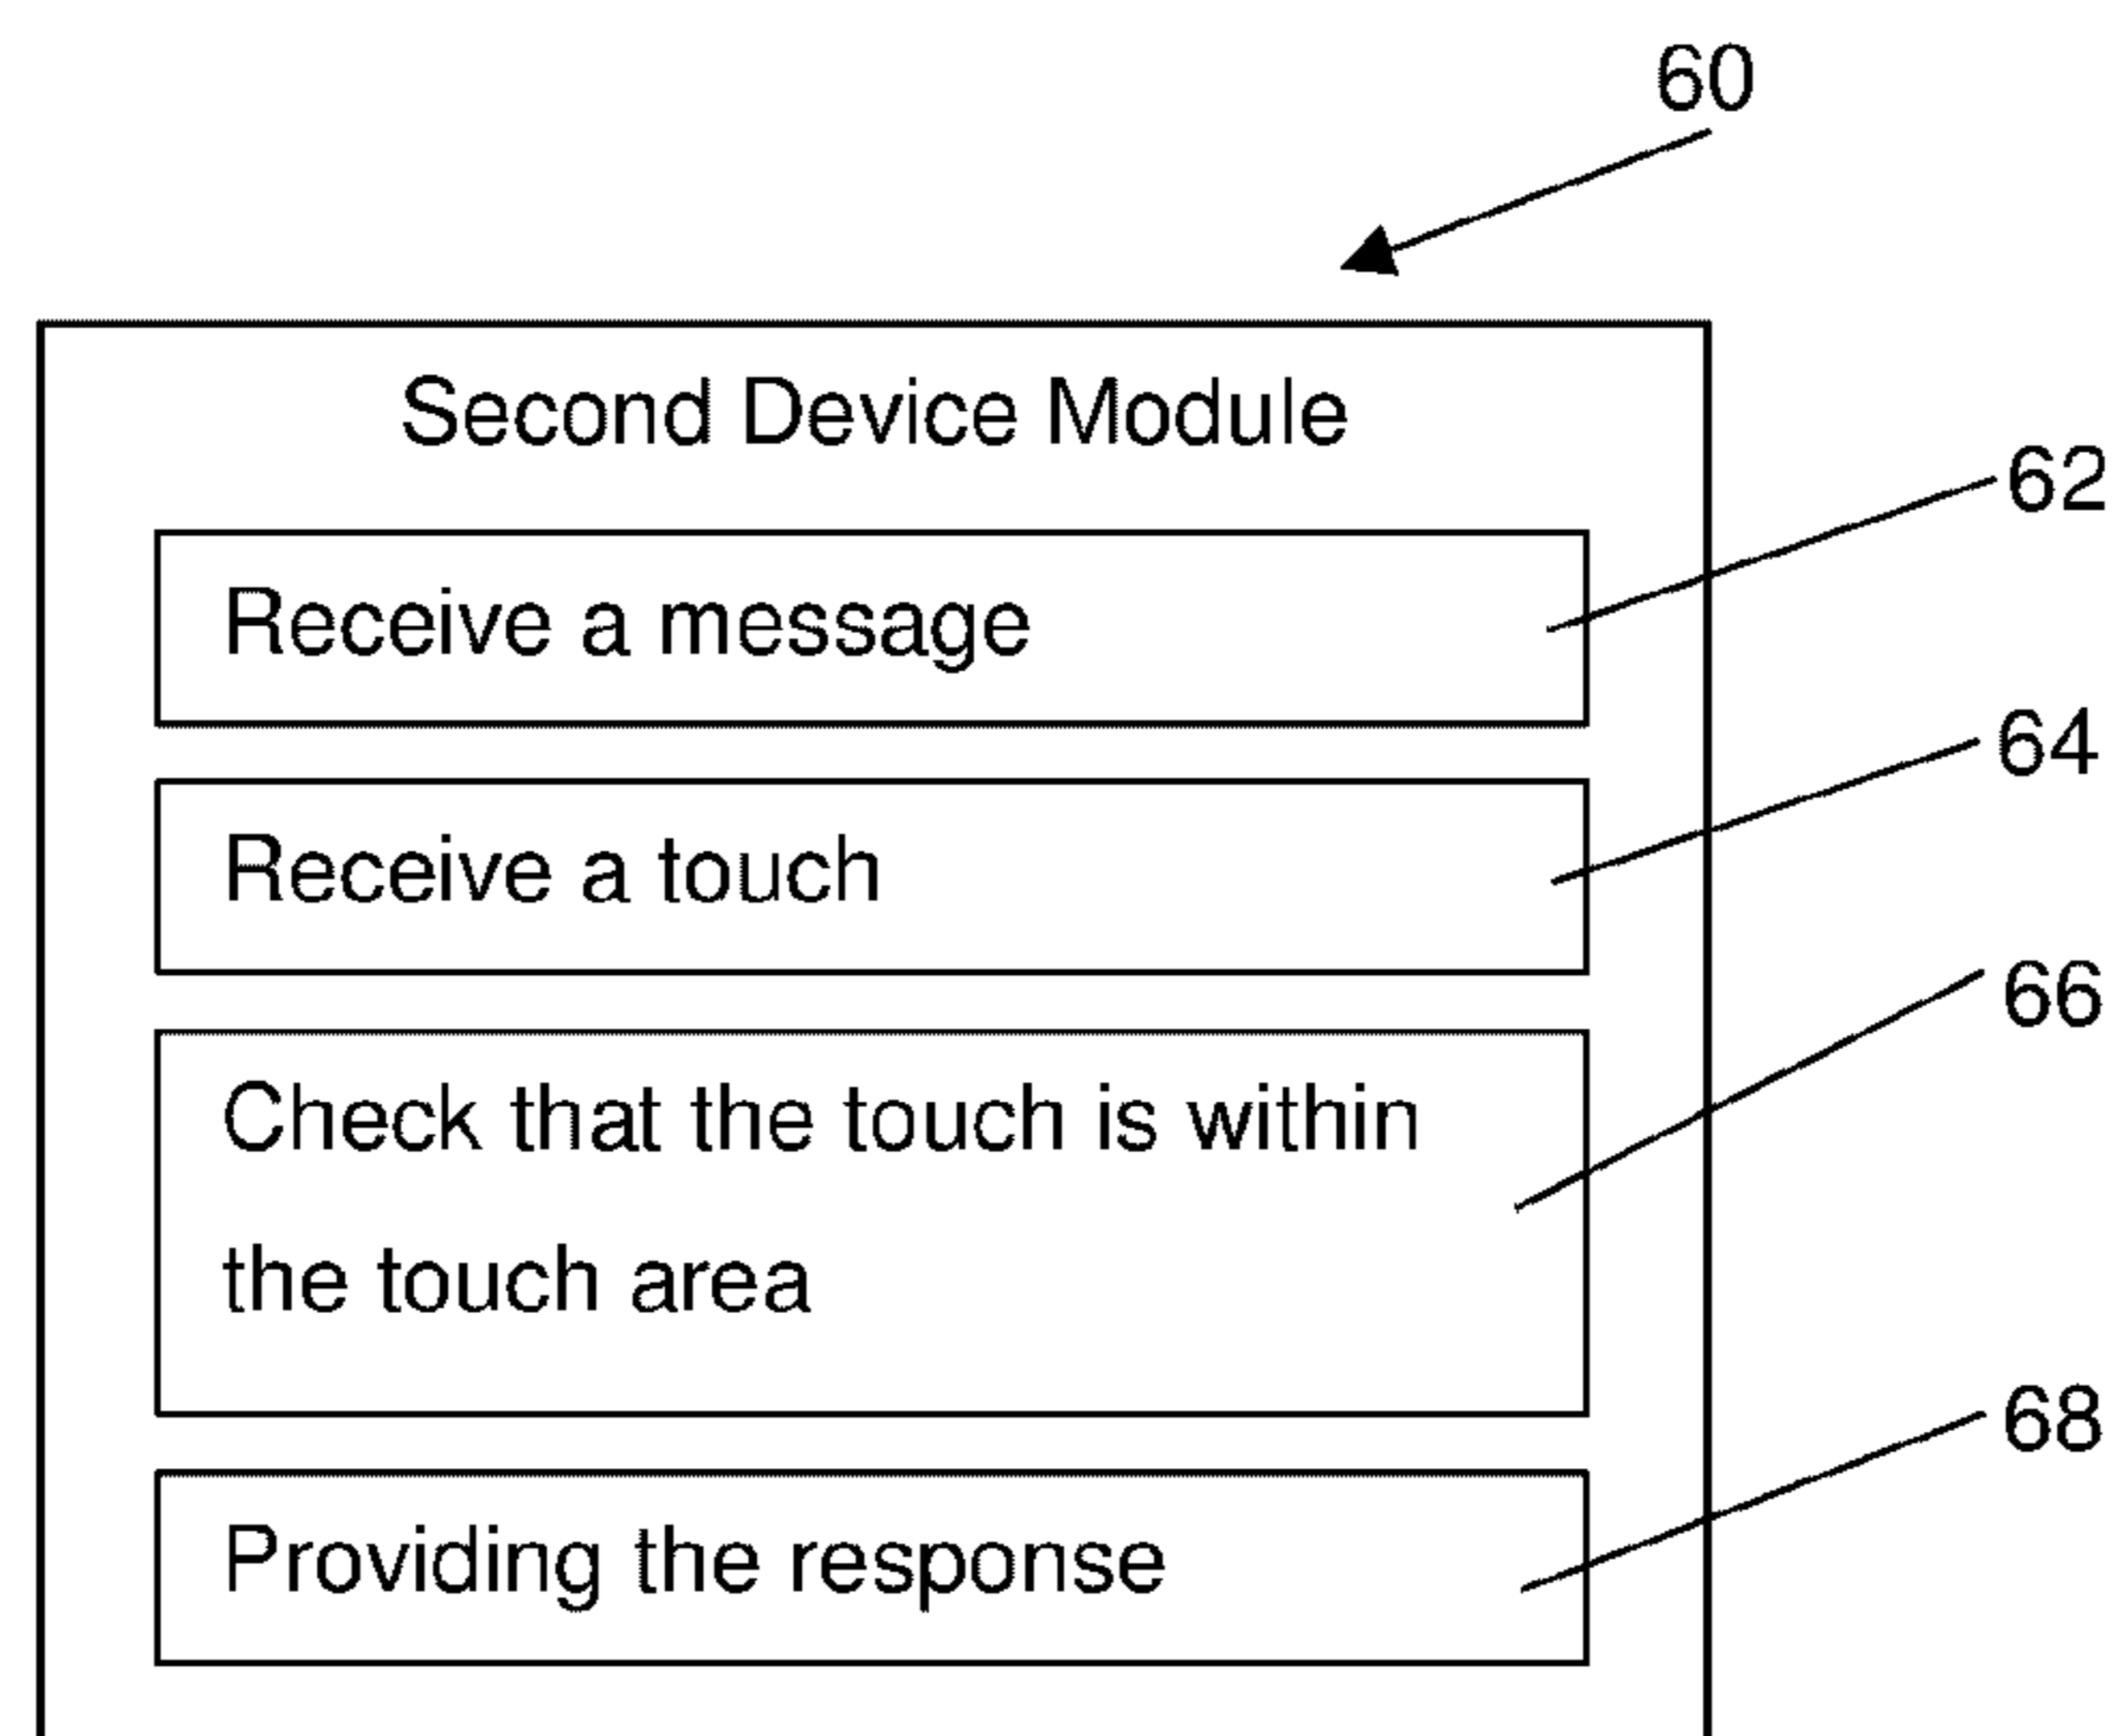 60
Second Device Module
62
Receive a message
64
Receive a touch
66
Check that the touch is within
the touch area
68
Providing the response